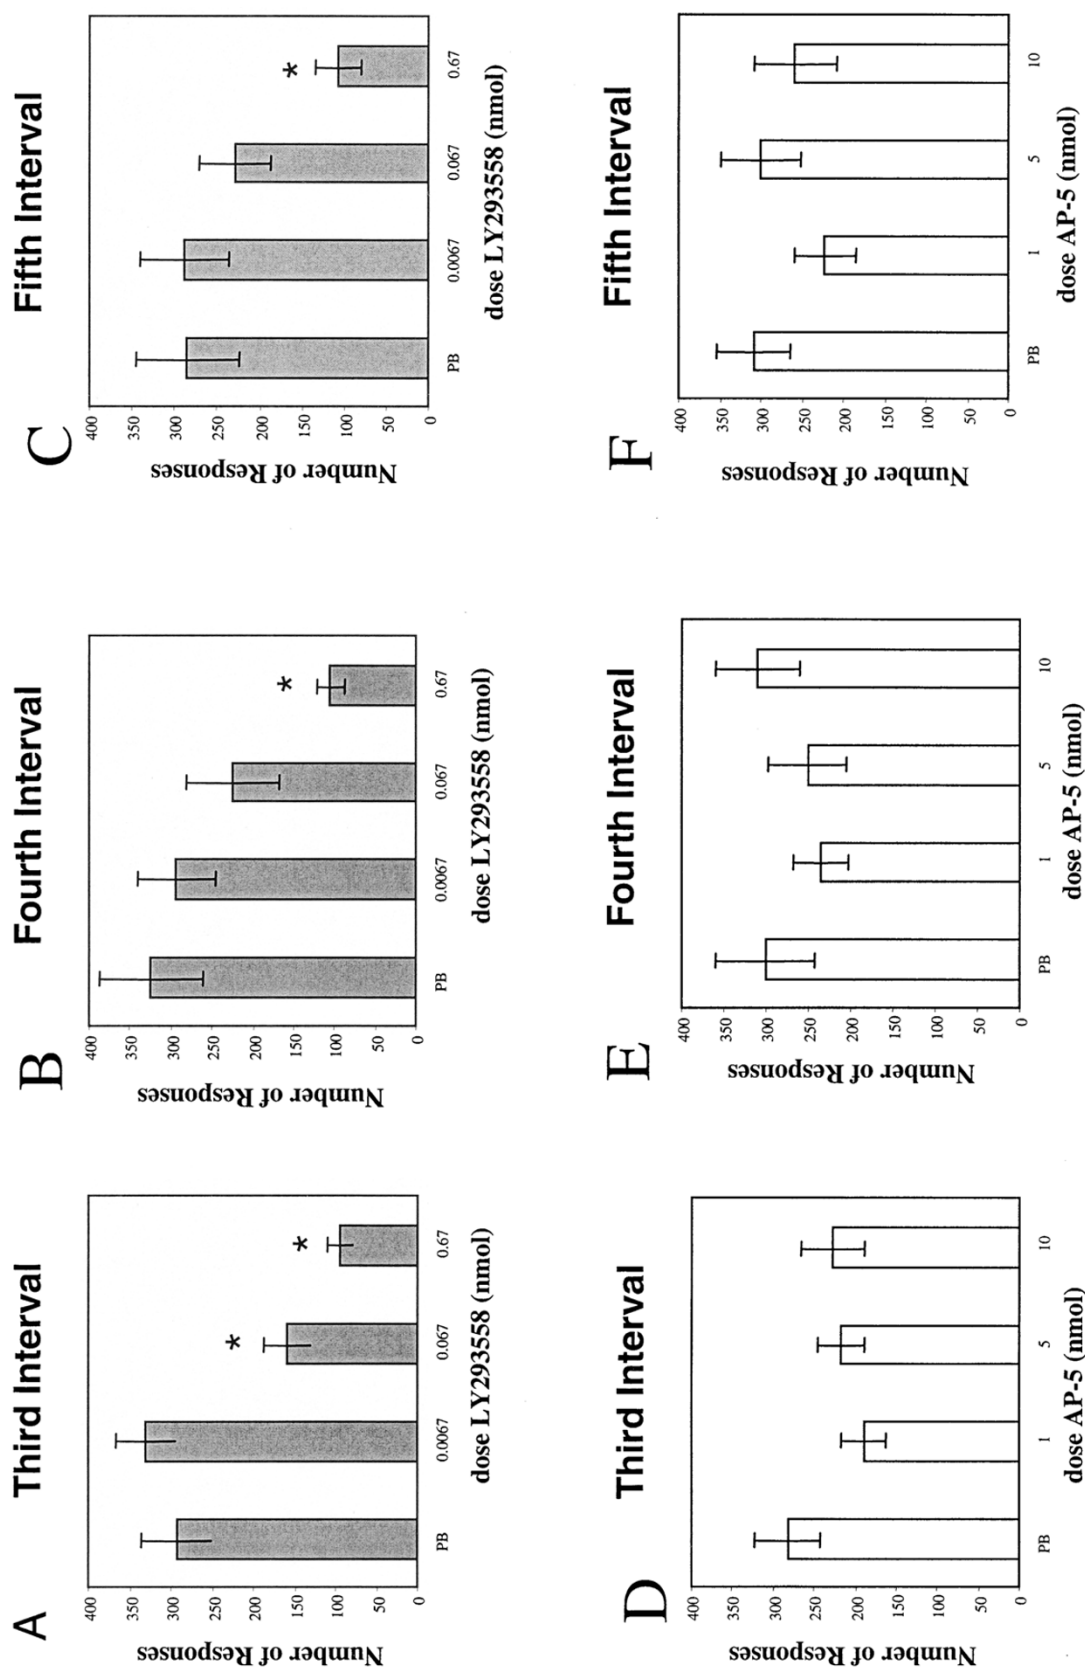 A
Third Interval
Number of Responses
400
350
300
250
200
150
100
50
0
PB
0.0067
0.067
0.67
*
*
dose LY293558 (nmol)
B
Fourth Interval
Number of Responses
400
350
300
250
200
150
100
50
0
PB
0.0067
0.067
0.67
*
dose LY293558 (nmol)
C
Fifth Interval
Number of Responses
400
350
300
250
200
150
100
50
0
PB
0.0067
0.067
0.67
*
dose LY293558 (nmol)
D
Third Interval
Number of Responses
400
350
300
250
200
150
100
50
0
PB
1
5
10
dose AP-5 (nmol)
E
Fourth Interval
Number of Responses
400
350
300
250
200
150
100
50
0
PB
1
5
10
dose AP-5 (nmol)
F
Fifth Interval
Number of Responses
400
350
300
250
200
150
100
50
0
PB
1
5
10
dose AP-5 (nmol)